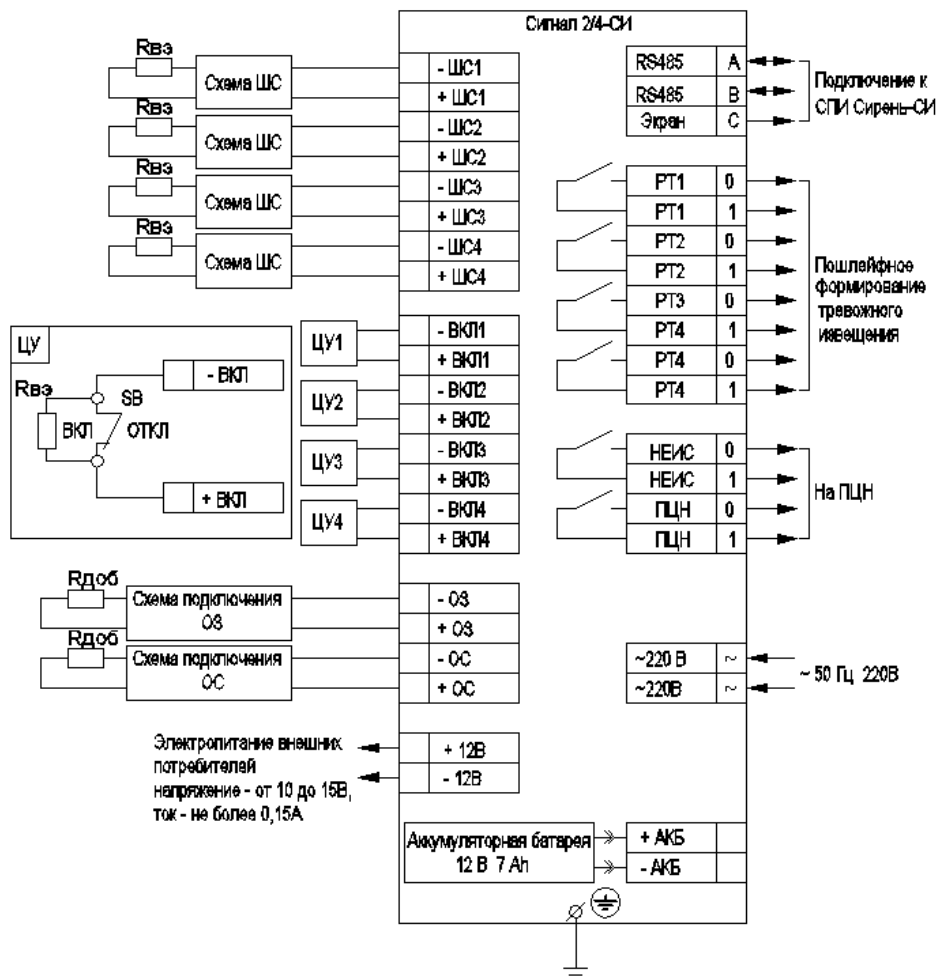 Сигнал 2/4-СИ
Rвэ
Схема ШС
Rвэ
Схема ШС
Rвэ
Схема ШС
Rвэ
Схема ШС
- ШС1
+ ШС1
- ШС2
+ ШС2
- ШС3
+ ШС3
- ШС4
+ ШС4
ЦУ
Rвэ
SB
ВКЛ
ОТКЛ
- ВКЛ
+ ВКЛ
ЦУ1
ЦУ2
ЦУ3
ЦУ4
- ВКЛ1
+ ВКЛ1
- ВКЛ2
+ ВКЛ2
- ВКЛ3
+ ВКЛ3
- ВКЛ4
+ ВКЛ4
Rдоб
Схема подключения
ОЗ
Rдоб
Схема подключения
ОС
- ОЗ
+ ОЗ
- ОС
+ ОС
Электропитание внешних
потребителей
напряжение - от 10 до 15В,
ток - не более 0,15А
+ 12В
- 12В
Аккумуляторная батарея
12 В 7 Ah
+ АКБ
- АКБ
RS485 A
RS485 B
Экран C
Подключение к
СПИ Сирень-СИ
РТ1 0
РТ1 1
РТ2 0
РТ2 1
РТ3 0
РТ4 1
РТ4 0
РТ4 1
Пошлейфное
формирование
тревожного
извещения
НЕИС 0
НЕИС 1
ПЦН 0
ПЦН 1
На ПЦН
~220 В ~
~220В ~
~ 50 Гц 220В